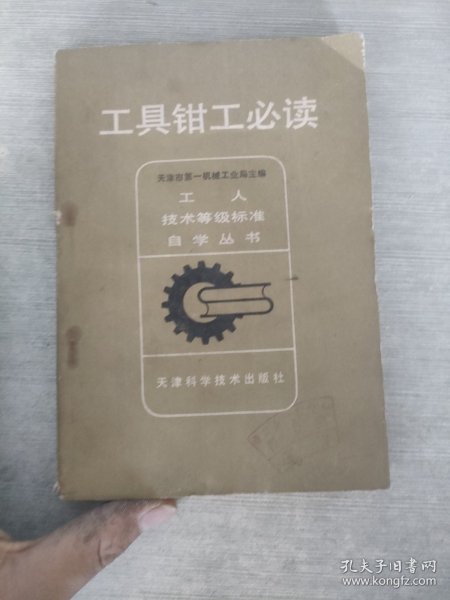 工具钳工必读
天津市第一机械工业局主编
工人
技术等级标准
自学丛书
天津科学技术出版社
孔夫子旧书网
www.kongfz.com